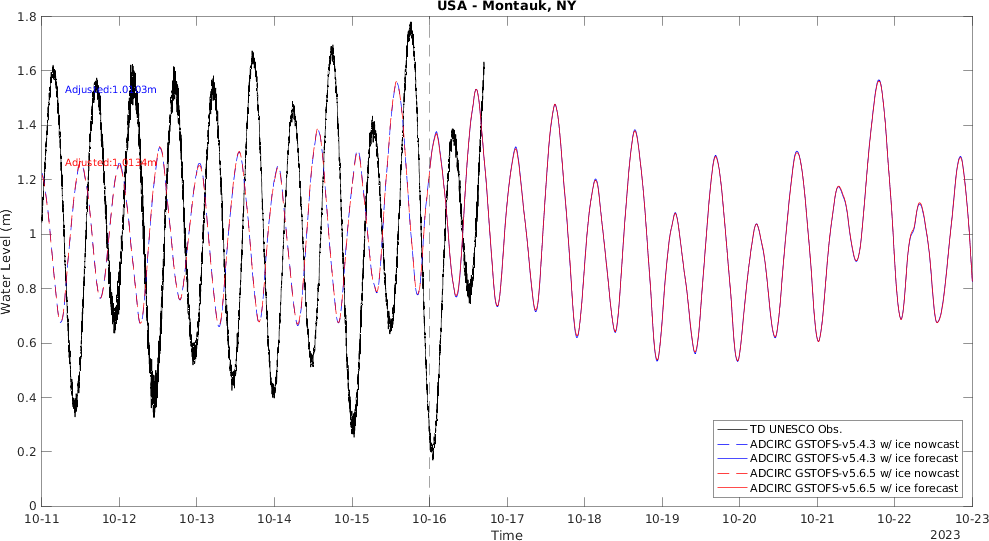 USA - Montauk, NY
1.8
1.6
1.4
1.2
1
0.8
0.6
0.4
0.2
0
Water Level (m)
Adjusted:1.0134m
10-11
10-12
10-13
10-14
10-15
10-16
10-17
10-18
10-19
10-20
10-21
10-22
10-23
2023
Time
TD UNESCO Obs.
ADCIRC GSTOFS-v5.4.3 w/ ice nowcast
ADCIRC GSTOFS-v5.4.3 w/ ice forecast
ADCIRC GSTOFS-v5.6.5 w/ ice nowcast
ADCIRC GSTOFS-v5.6.5 w/ ice forecast